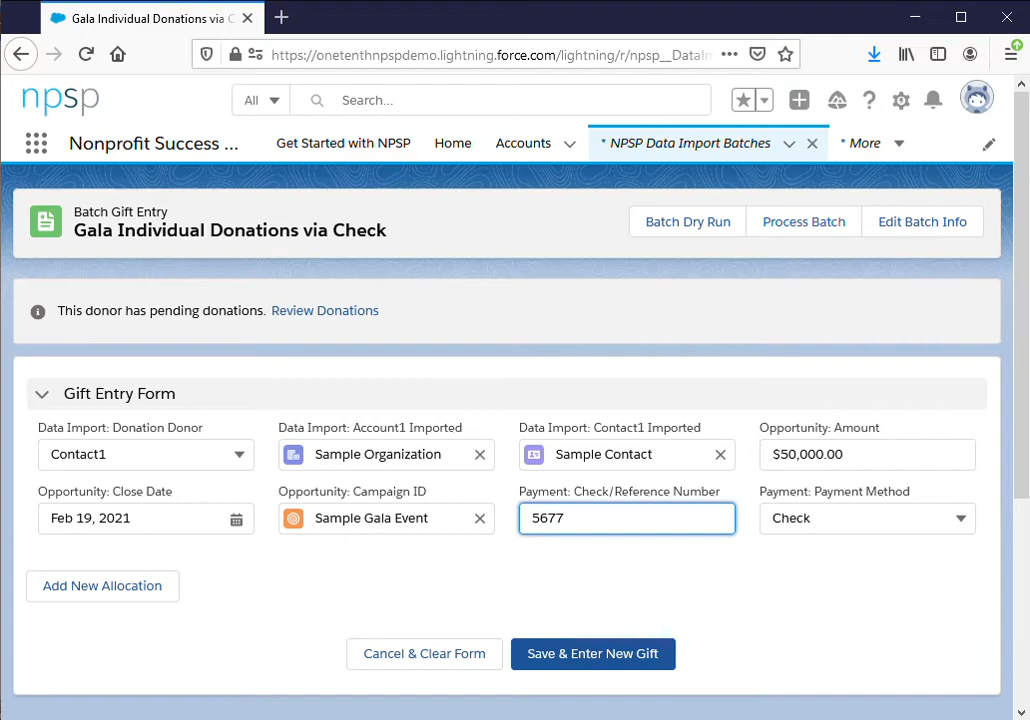 Gala Individual Donations via C
https://onetenthnpspdemo.lightning.force.com/lightning/r/npsp__DataIm
npsp
All
Search...
Nonprofit Success ...
Get Started with NPSP
Home
Accounts
* NPSP Data Import Batches
* More
Batch Gift Entry
Gala Individual Donations via Check
Batch Dry Run
Process Batch
Edit Batch Info
This donor has pending donations. Review Donations
Gift Entry Form
Data Import: Donation Donor
Data Import: Account1 Imported
Data Import: Contact1 Imported
Opportunity: Amount
Contact1
Sample Organization
Sample Contact
$50,000.00
Opportunity: Close Date
Opportunity: Campaign ID
Payment: Check/Reference Number
Payment: Payment Method
Feb 19, 2021
Sample Gala Event
5677
Check
Add New Allocation
Cancel & Clear Form
Save & Enter New Gift